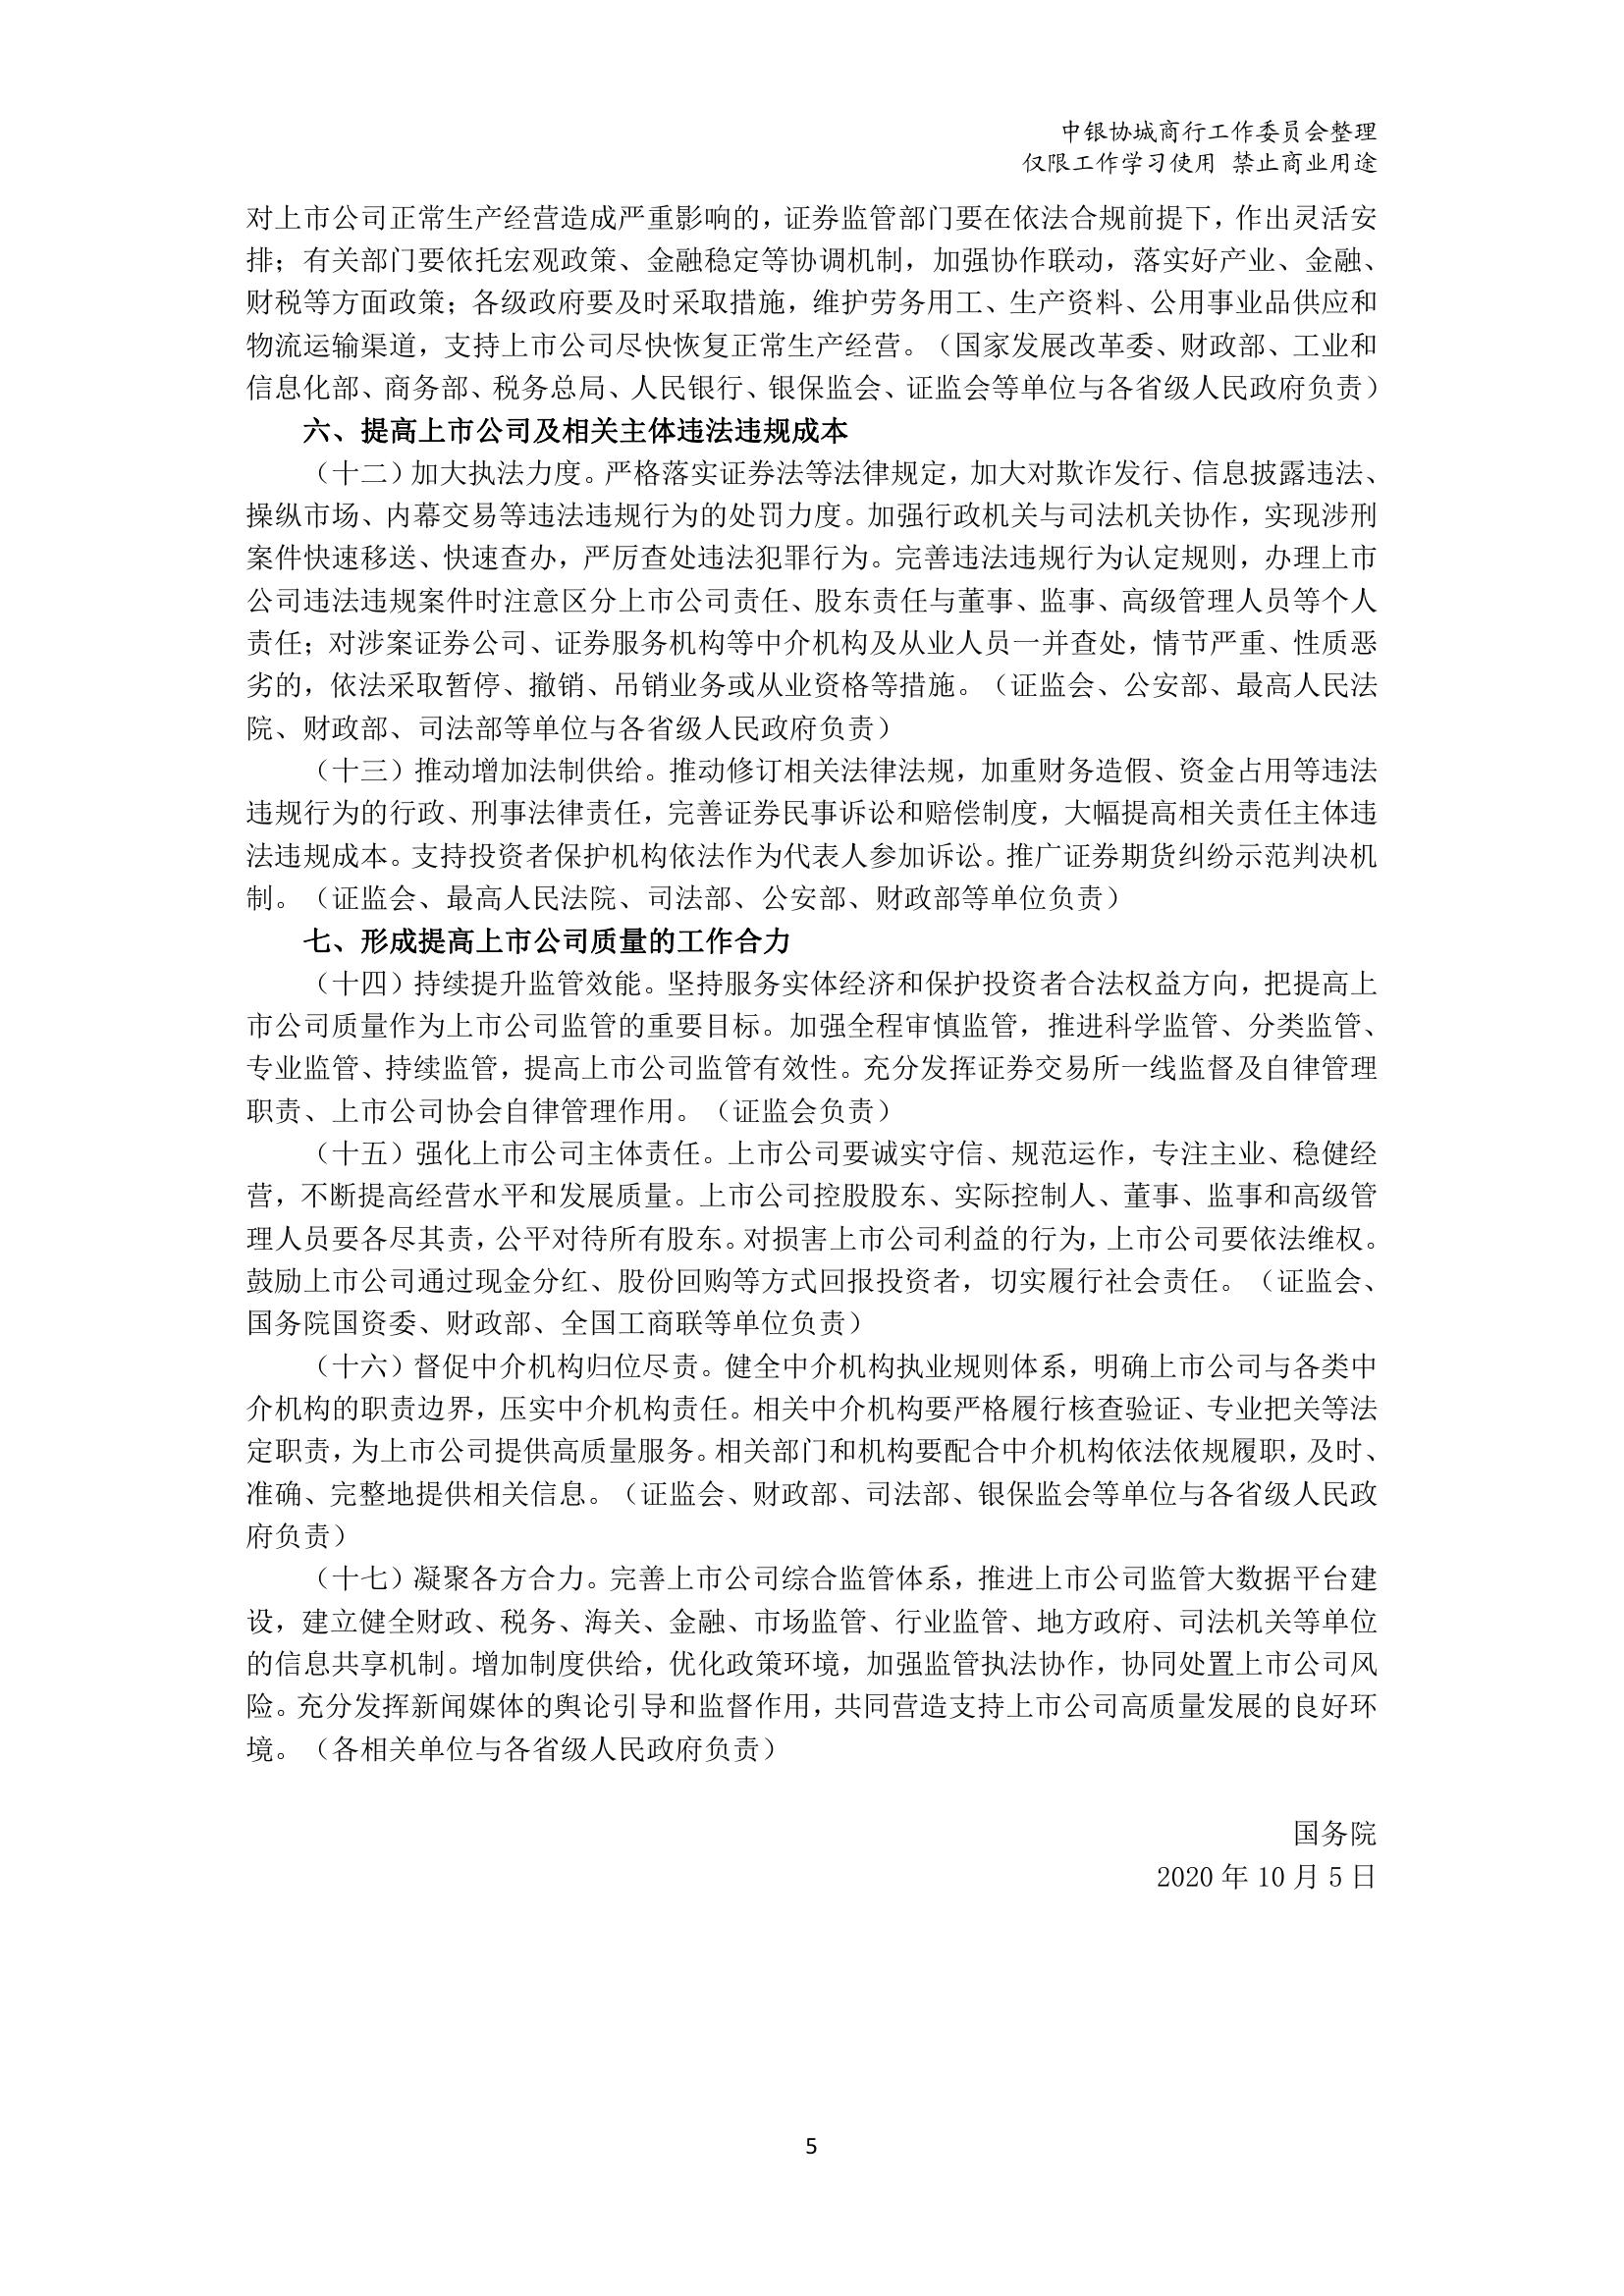 中银协城商行工作委员会整理
仅限工作学习使用 禁止商业用途
对上市公司正常生产经营造成严重影响的，证券监管部门要在依法合规前提下，作出灵活安
排；有关部门要依托宏观政策、金融稳定等协调机制，加强协作联动，落实好产业、金融、
财税等方面政策；各级政府要及时采取措施，维护劳务用工、生产资料、公用事业品供应和
物流运输渠道，支持上市公司尽快恢复正常生产经营。（国家发展改革委、财政部、工业和
信息化部、商务部、税务总局、人民银行、银保监会、证监会等单位与各省级人民政府负责）
六、提高上市公司及相关主体违法违规成本
（十二）加大执法力度。严格落实证券法等法律规定，加大对欺诈发行、信息披露违法、
操纵市场、内幕交易等违法违规行为的处罚力度。加强行政机关与司法机关协作，实现涉刑
案件快速移送、快速查办，严厉查处违法犯罪行为。完善违法违规行为认定规则，办理上市
公司违法违规案件时注意区分上市公司责任、股东责任与董事、监事、高级管理人员等个人
责任；对涉案证券公司、证券服务机构等中介机构及从业人员一并查处，情节严重、性质恶
劣的，依法采取暂停、撤销、吊销业务或从业资格等措施。（证监会、公安部、最高人民法
院、财政部、司法部等单位与各省级人民政府负责）
（十三）推动增加法制供给。推动修订相关法律法规，加重财务造假、资金占用等违法
违规行为的行政、刑事法律责任，完善证券民事诉讼和赔偿制度，大幅提高相关责任主体违
法违规成本。支持投资者保护机构依法作为代表人参加诉讼。推广证券期货纠纷示范判决机
制。（证监会、最高人民法院、司法部、公安部、财政部等单位负责）
七、形成提高上市公司质量的工作合力
（十四）持续提升监管效能。坚持服务实体经济和保护投资者合法权益方向，把提高上
市公司质量作为上市公司监管的重要目标。加强全程审慎监管，推进科学监管、分类监管、
专业监管、持续监管，提高上市公司监管有效性。充分发挥证券交易所一线监督及自律管理
职责、上市公司协会自律管理作用。（证监会负责）
（十五）强化上市公司主体责任。上市公司要诚实守信、规范运作，专注主业、稳健经
营，不断提高经营水平和发展质量。上市公司控股股东、实际控制人、董事、监事和高级管
理人员要各尽其责，公平对待所有股东。对损害上市公司利益的行为，上市公司要依法维权。
鼓励上市公司通过现金分红、股份回购等方式回报投资者，切实履行社会责任。（证监会、
国务院国资委、财政部、全国工商联等单位负责）
（十六）督促中介机构归位尽责。健全中介机构执业规则体系，明确上市公司与各类中
介机构的职责边界，压实中介机构责任。相关中介机构要严格履行核查验证、专业把关等法
定职责，为上市公司提供高质量服务。相关部门和机构要配合中介机构依法依规履职，及时、
准确、完整地提供相关信息。（证监会、财政部、司法部、银保监会等单位与各省级人民政
府负责）
（十七）凝聚各方合力。完善上市公司综合监管体系，推进上市公司监管大数据平台建
设，建立健全财政、税务、海关、金融、市场监管、行业监管、地方政府、司法机关等单位
的信息共享机制。增加制度供给，优化政策环境，加强监管执法协作，协同处置上市公司风
险。充分发挥新闻媒体的舆论引导和监督作用，共同营造支持上市公司高质量发展的良好环
境。（各相关单位与各省级人民政府负责）
国务院
2020 年 10 月 5 日
5